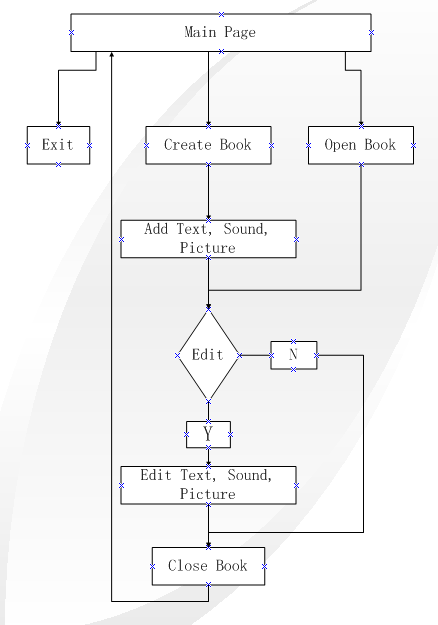 Main Page
Exit
Create Book
Open Book
Add Text, Sound,
Picture
Edit
N
Y
Edit Text, Sound,
Picture
Close Book